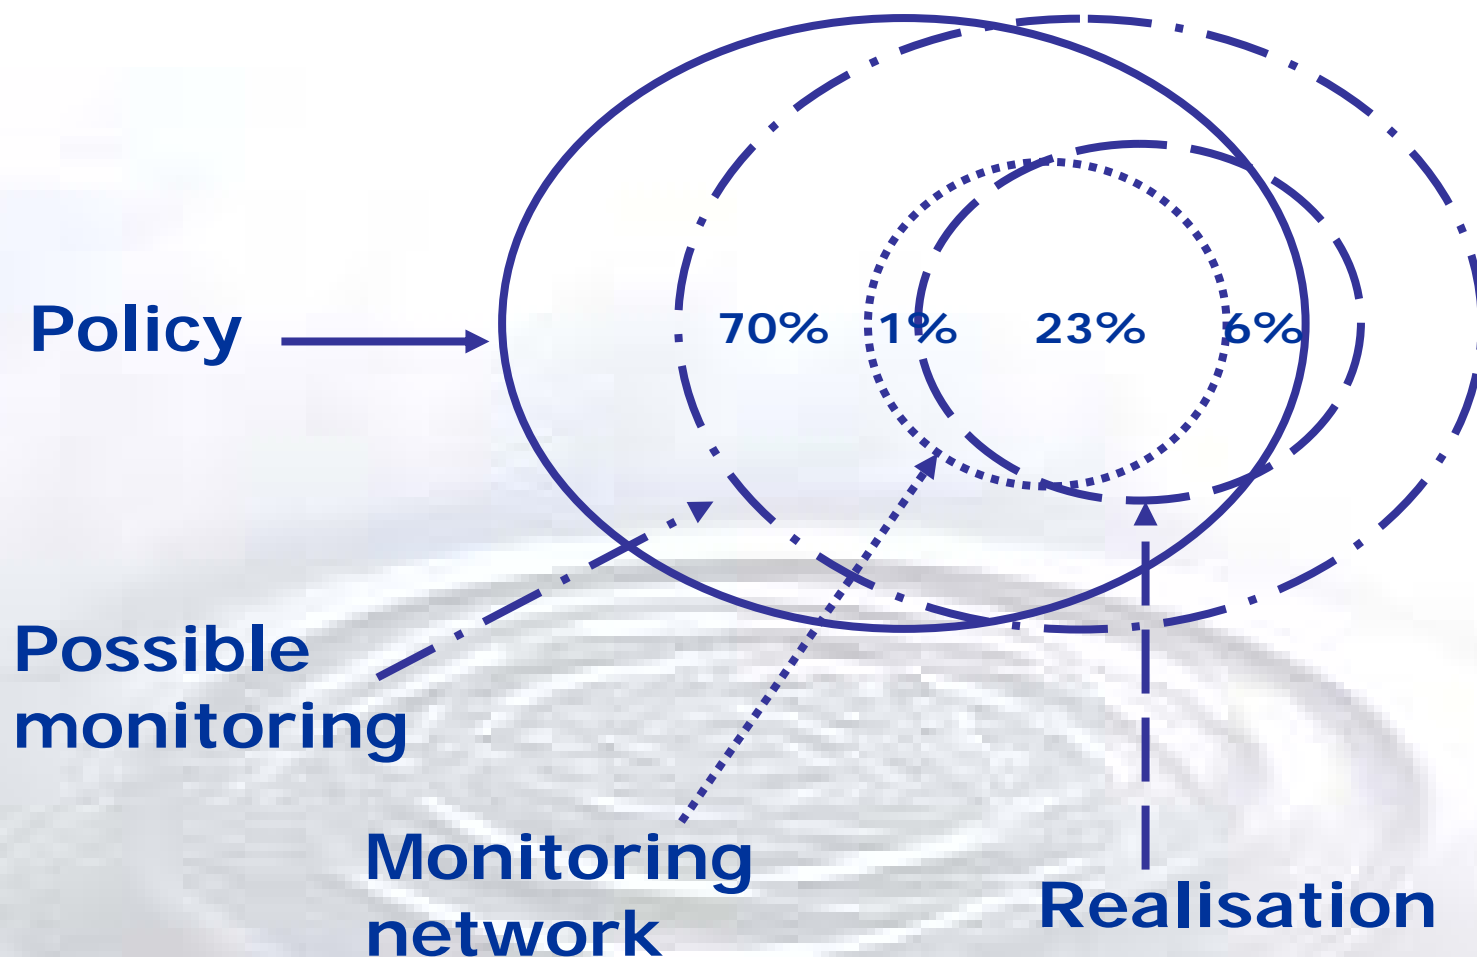 Policy
70% 1% 23% 6%
Possible
monitoring
Monitoring
network
Realisation